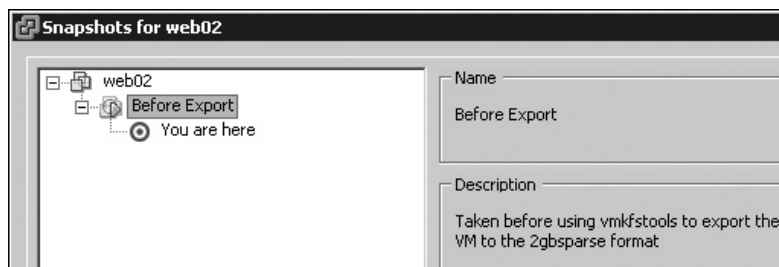 Snapshots for web02
web02
Before Export
You are here
Name
Before Export
Description
Taken before using vmkfstools to export the
VM to the 2gbsparse format